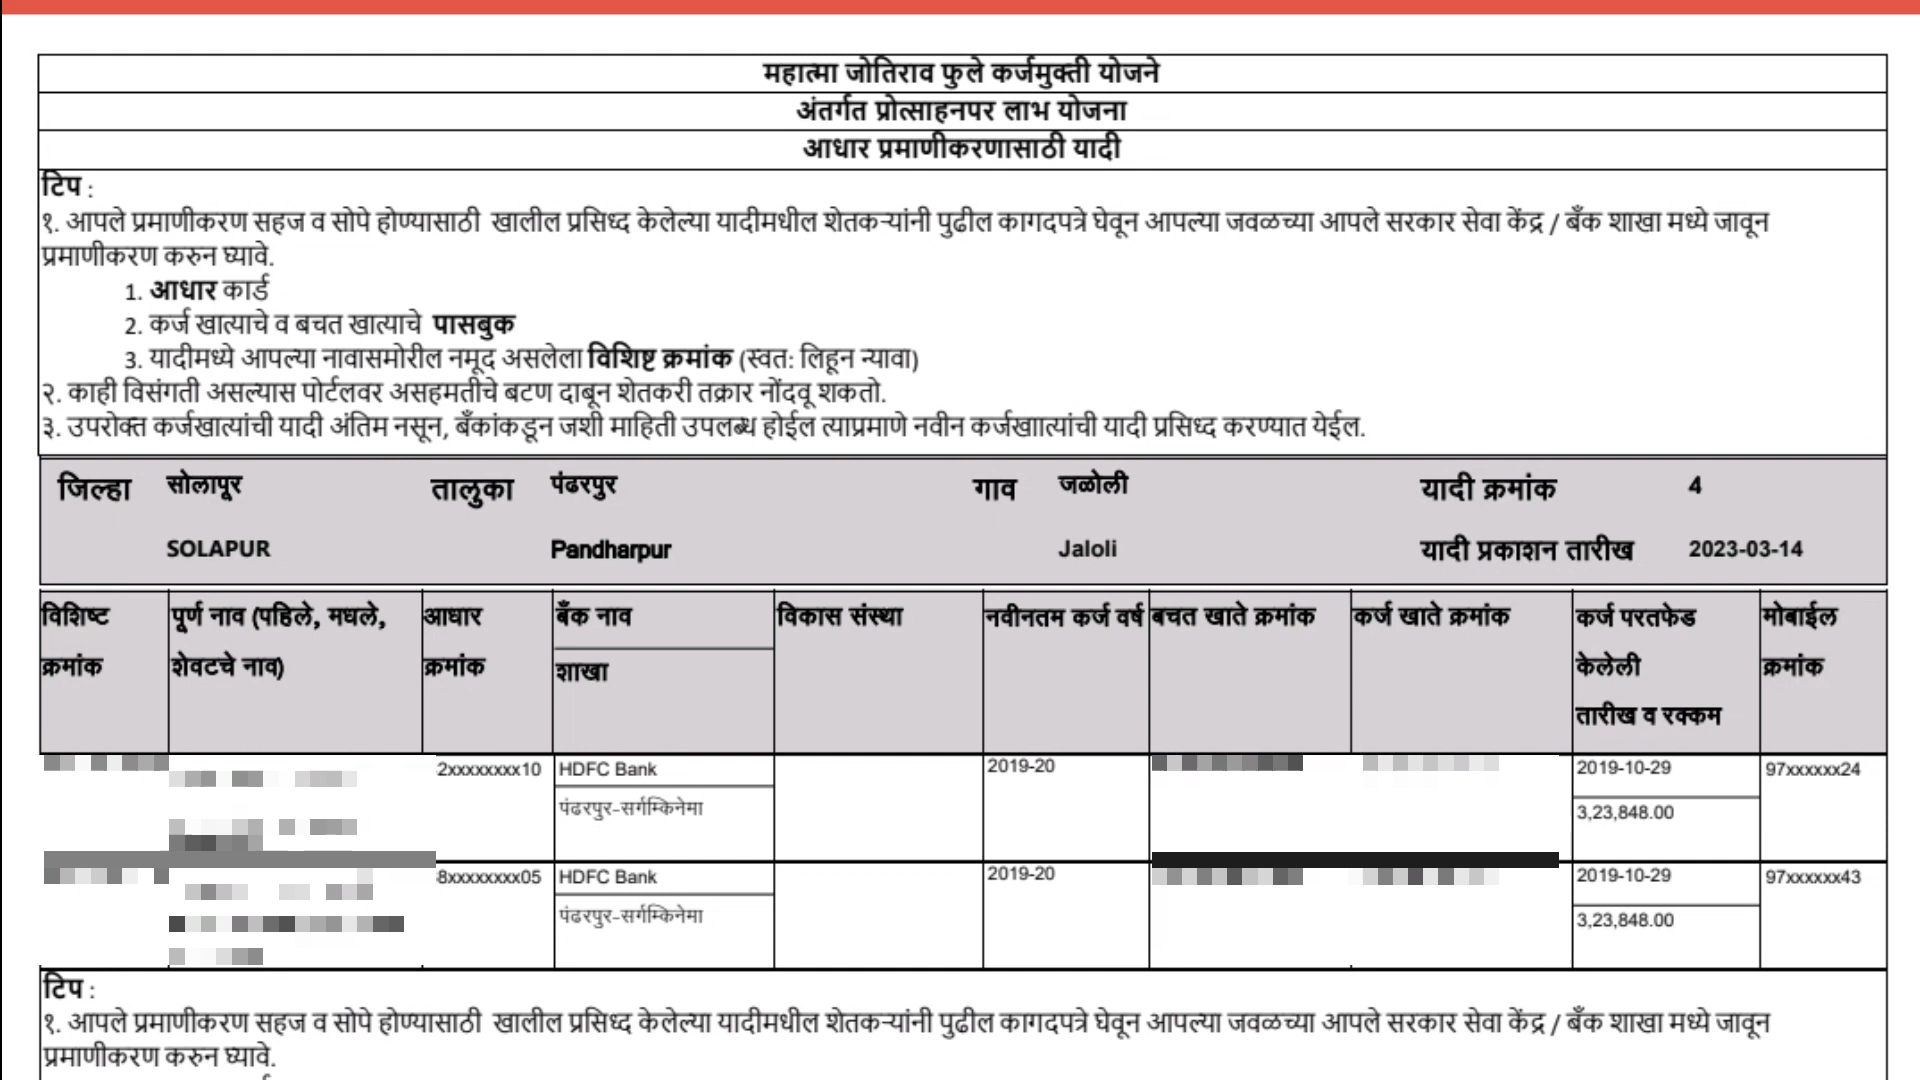 महात्मा जोतिराव फुले कर्जमुक्ती योजने
अंतर्गत प्रोत्साहनपर लाभ योजना
आधार प्रमाणीकरणासाठी यादी
टिप :
१. आपले प्रमाणीकरण सहज व सोपे होण्यासाठी खालील प्रसिध्द केलेल्या यादीमधील शेतकऱ्यांनी पुढील कागदपत्रे घेवून आपल्या जवळच्या आपले सरकार सेवा केंद्र / बँक शाखा मध्ये जावून
प्रमाणीकरण करुन घ्यावे.
1. आधार कार्ड
2. कर्ज खात्याचे व बचत खात्याचे पासबुक
3. यादीमध्ये आपल्या नावासमोरील नमूद असलेला विशिष्ट क्रमांक (स्वत: लिहून न्यावा)
२. काही विसंगती असल्यास पोर्टलवर असहमतीचे बटण दाबून शेतकरी तक्रार नोंदवू शकतो.
३. उपरोक्त कर्जखात्यांची यादी अंतिम नसून, बँकांकडून जशी माहिती उपलब्ध होईल त्याप्रमाणे नवीन कर्जखाात्यांची यादी प्रसिध्द करण्यात येईल.
जिल्हा सोलापूर तालुका पंढरपुर गाव जळोली यादी क्रमांक 4
SOLAPUR Pandharpur Jaloli यादी प्रकाशन तारीख 2023-03-14
विशिष्ट पूर्ण नाव (पहिले, मधले, आधार बँक नाव विकास संस्था नवीनतम कर्ज वर्ष बचत खाते क्रमांक कर्ज खाते क्रमांक कर्ज परतफेड मोबाईल
क्रमांक शेवटचे नाव) क्रमांक शाखा केलेली क्रमांक
तारीख व रक्कम
2xxxxxxxx10 HDFC Bank 2019-20 2019-10-29 97xxxxxx24
पंढरपुर-सर्गम्किनेमा 3,23,848.00
8xxxxxxxx05 HDFC Bank 2019-20 2019-10-29 97xxxxxx43
पंढरपुर-सर्गम्किनेमा 3,23,848.00
टिप :
१. आपले प्रमाणीकरण सहज व सोपे होण्यासाठी खालील प्रसिध्द केलेल्या यादीमधील शेतकऱ्यांनी पुढील कागदपत्रे घेवून आपल्या जवळच्या आपले सरकार सेवा केंद्र / बँक शाखा मध्ये जावून
प्रमाणीकरण करुन घ्यावे.